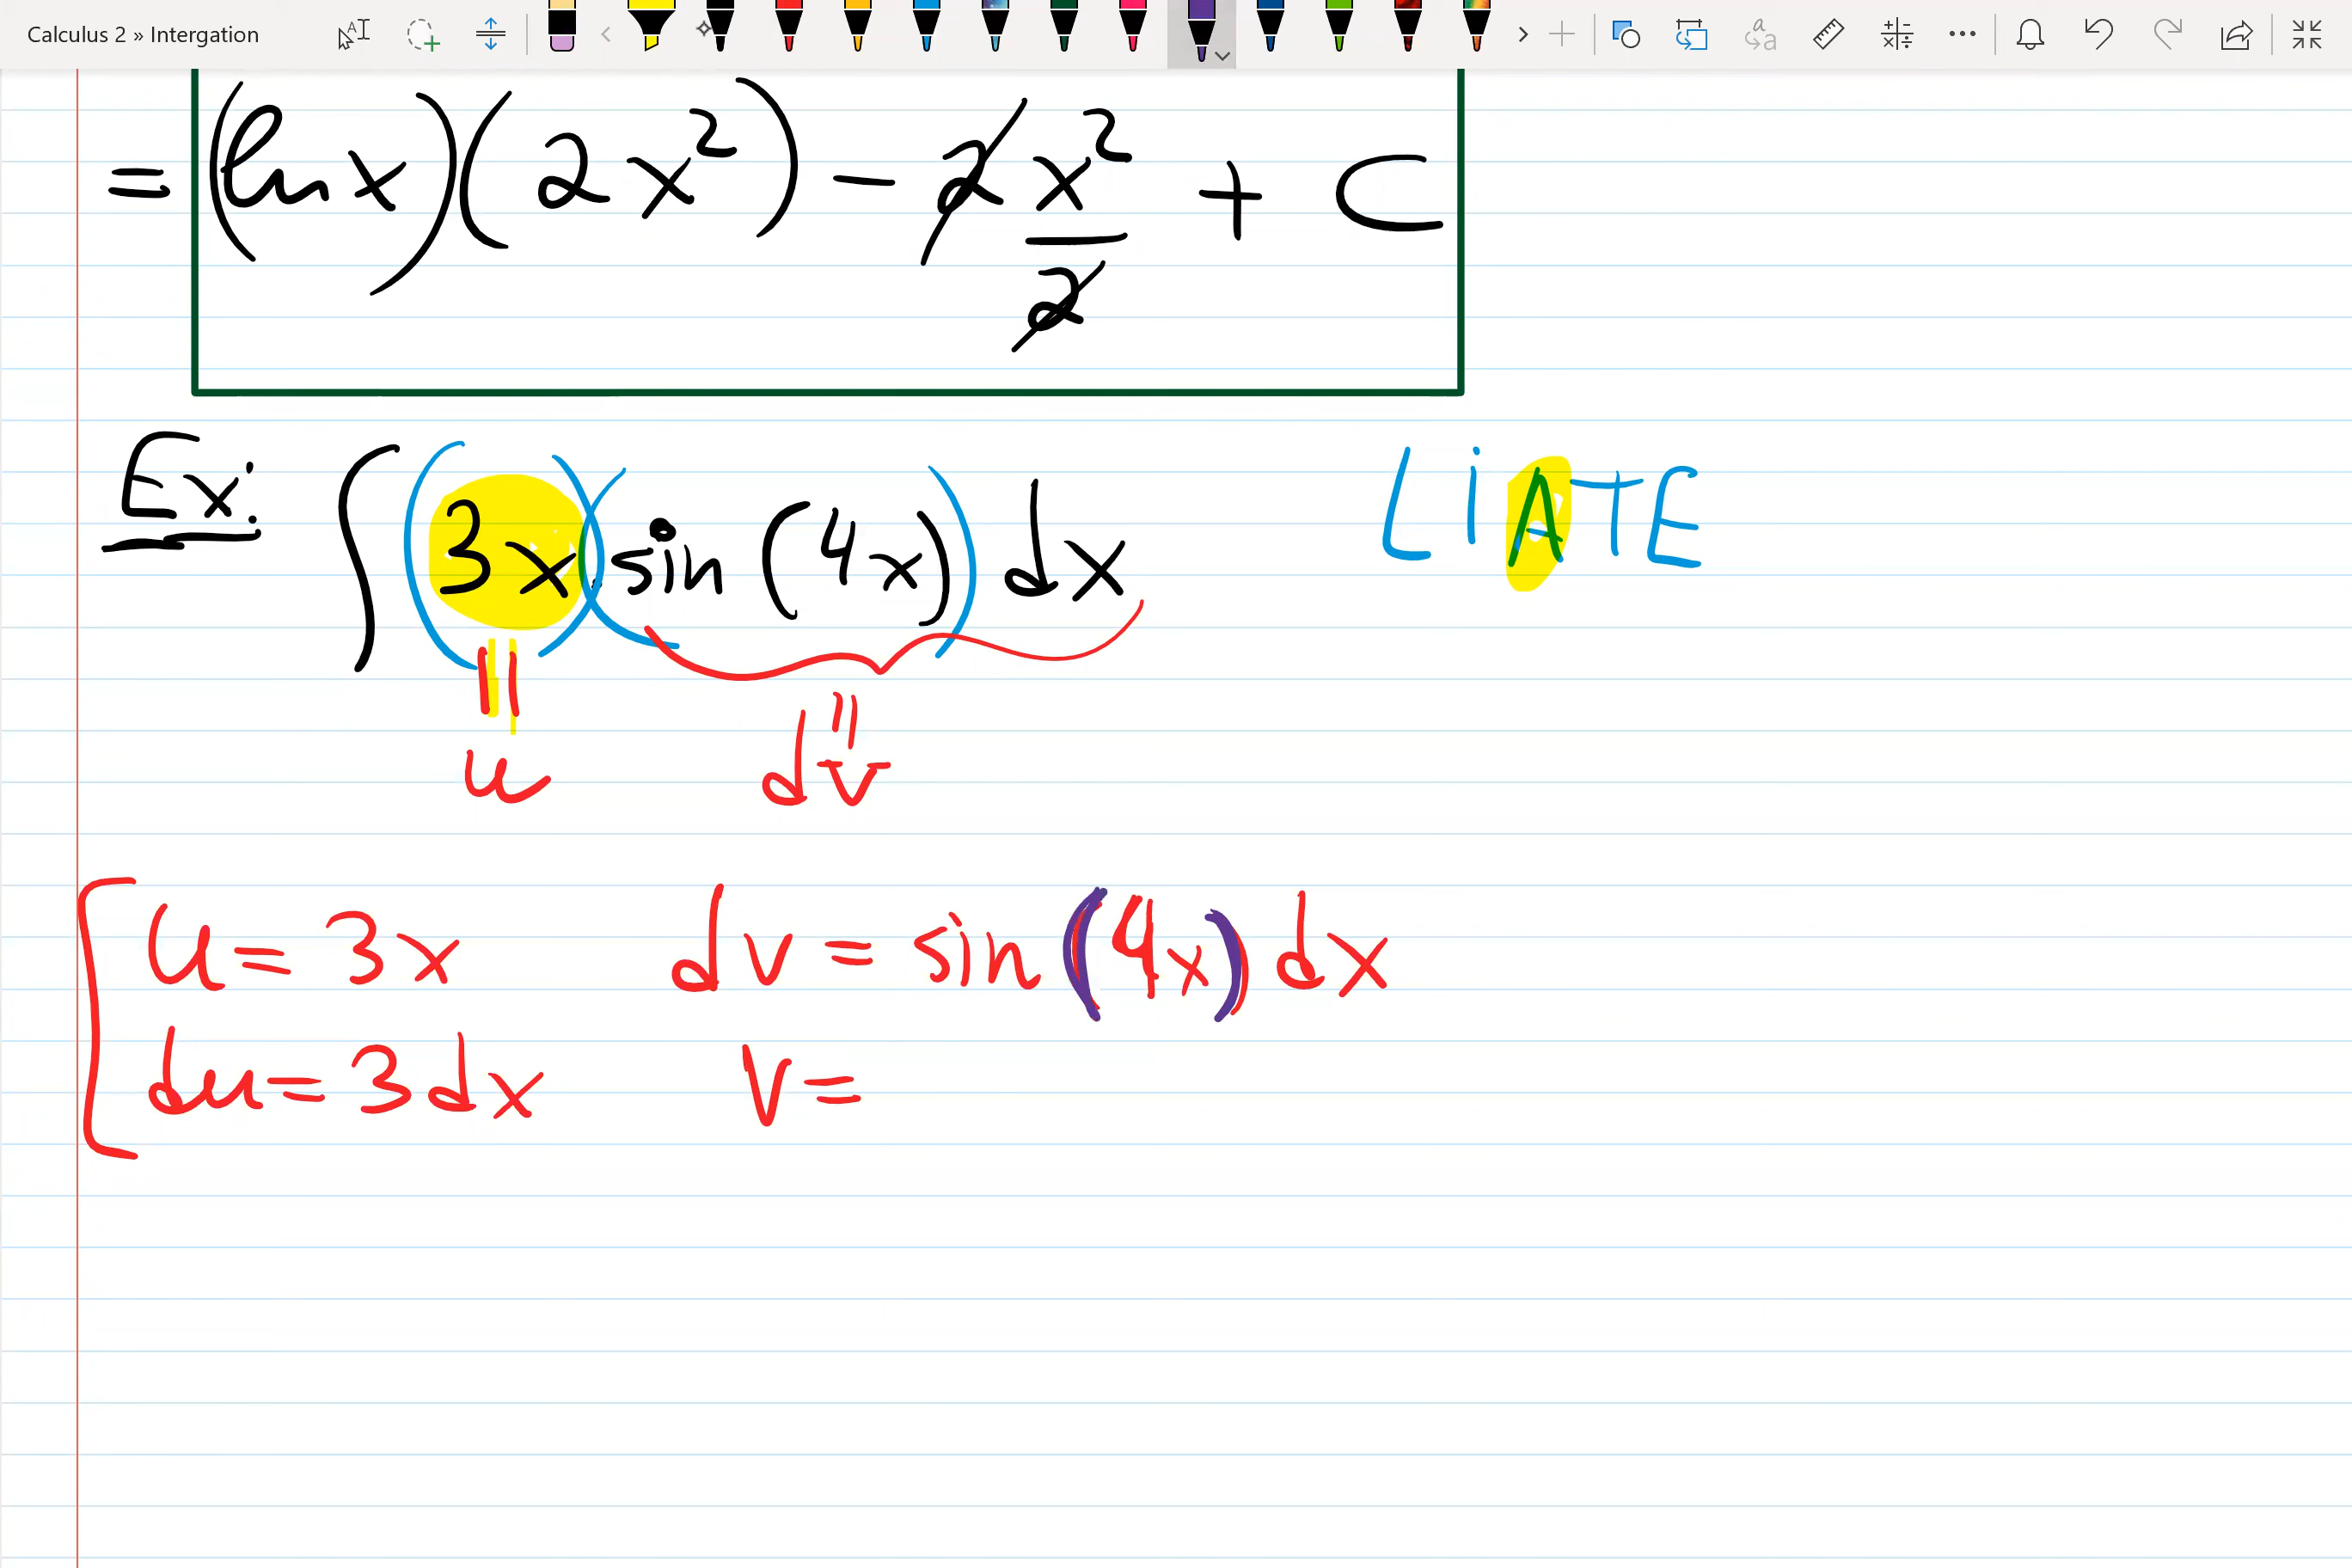 Calculus 2 » Intergation
= (ln x)(2x²) - 2 x²/2 + C
Ex: ∫ (3x)(sin(4x)) dx LiATE
= =
u dv
u = 3x dv = sin(4x) dx
du = 3dx v =